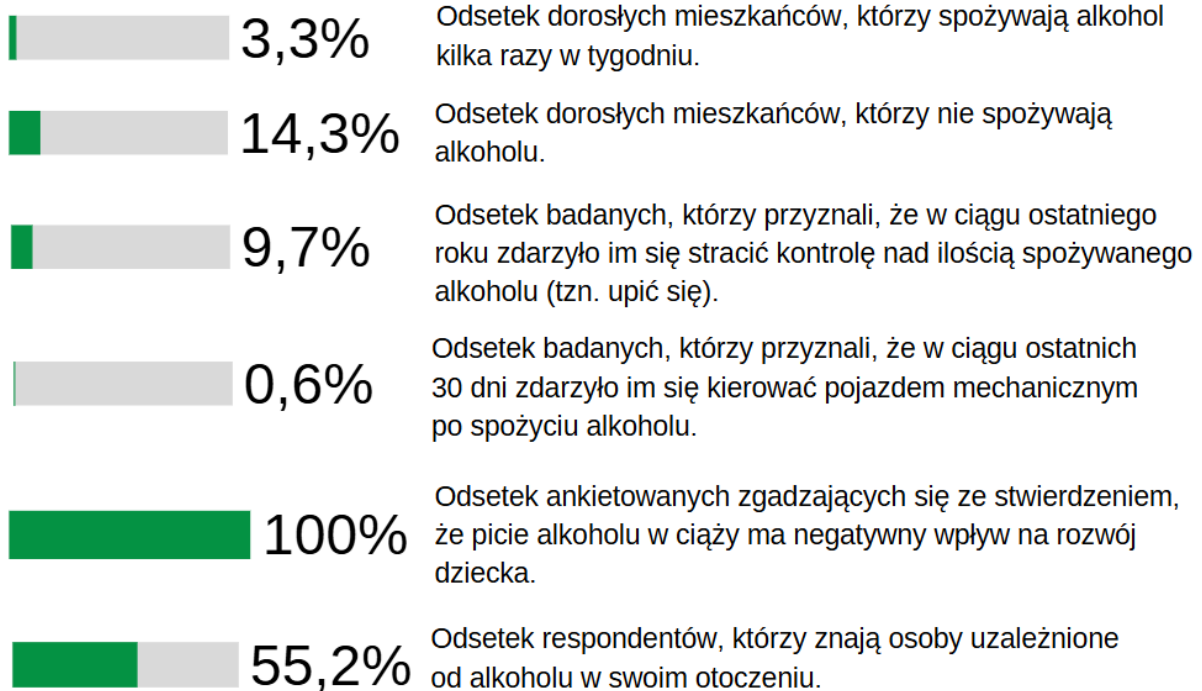 3,3%
Odsetek dorosłych mieszkańców, którzy spożywają alkohol
kilka razy w tygodniu.
14,3%
Odsetek dorosłych mieszkańców, którzy nie spożywają
alkoholu.
9,7%
Odsetek badanych, którzy przyznali, że w ciągu ostatniego
roku zdarzyło im się stracić kontrolę nad ilością spożywanego
alkoholu (tzn. upić się).
0,6%
Odsetek badanych, którzy przyznali, że w ciągu ostatnich
30 dni zdarzyło im się kierować pojazdem mechanicznym
po spożyciu alkoholu.
100%
Odsetek ankietowanych zgadzających się ze stwierdzeniem,
że picie alkoholu w ciąży ma negatywny wpływ na rozwój
dziecka.
55,2%
Odsetek respondentów, którzy znają osoby uzależnione
od alkoholu w swoim otoczeniu.